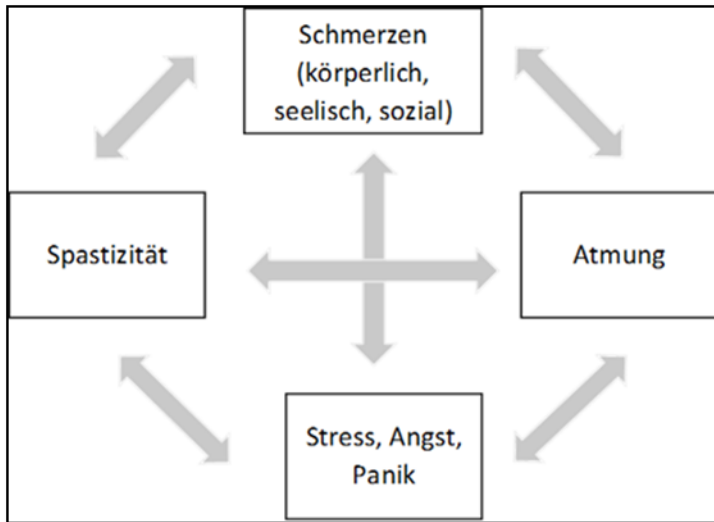 Schmerzen
(körperlich,
seelisch, sozial)
Spastizität
Atmung
Stress, Angst,
Panik